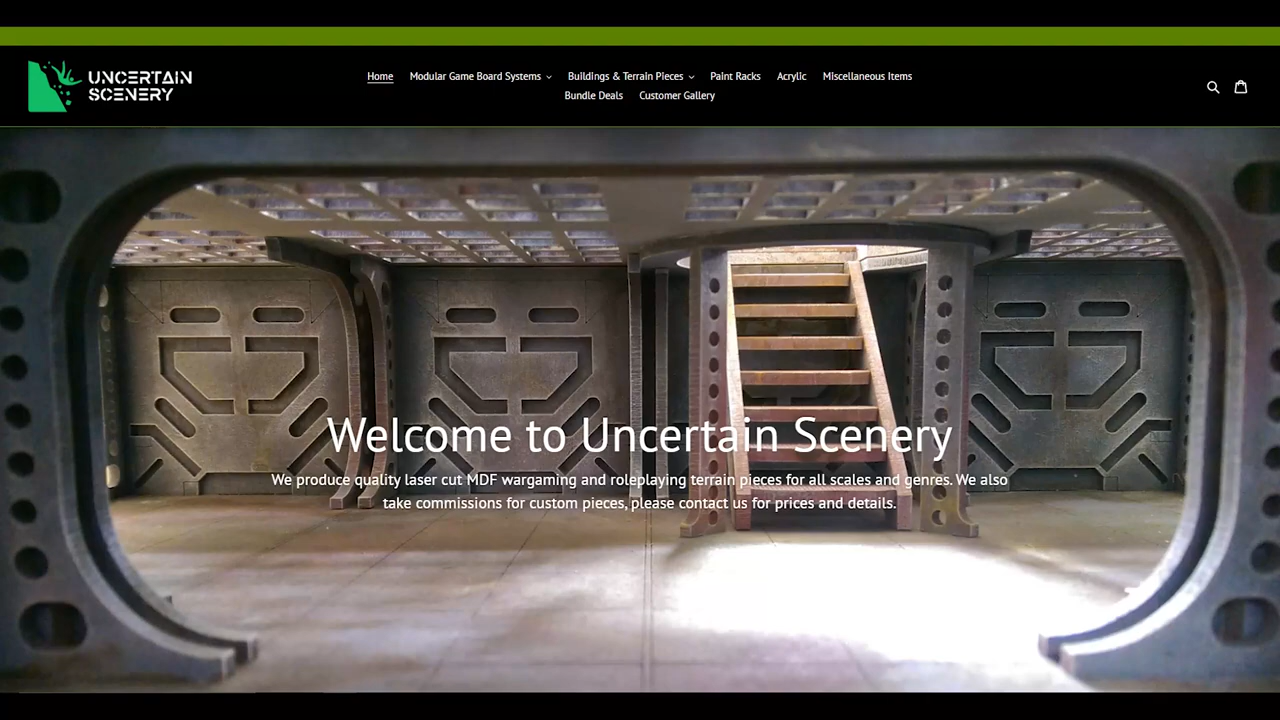 UNCERTAIN
SCENERY
Home Modular Game Board Systems Buildings & Terrain Pieces Paint Racks Acrylic Miscellaneous Items
Bundle Deals Customer Gallery
Welcome to Uncertain Scenery
We produce quality laser cut MDF wargaming and roleplaying terrain pieces for all scales and genres. We also
take commissions for custom pieces, please contact us for prices and details.